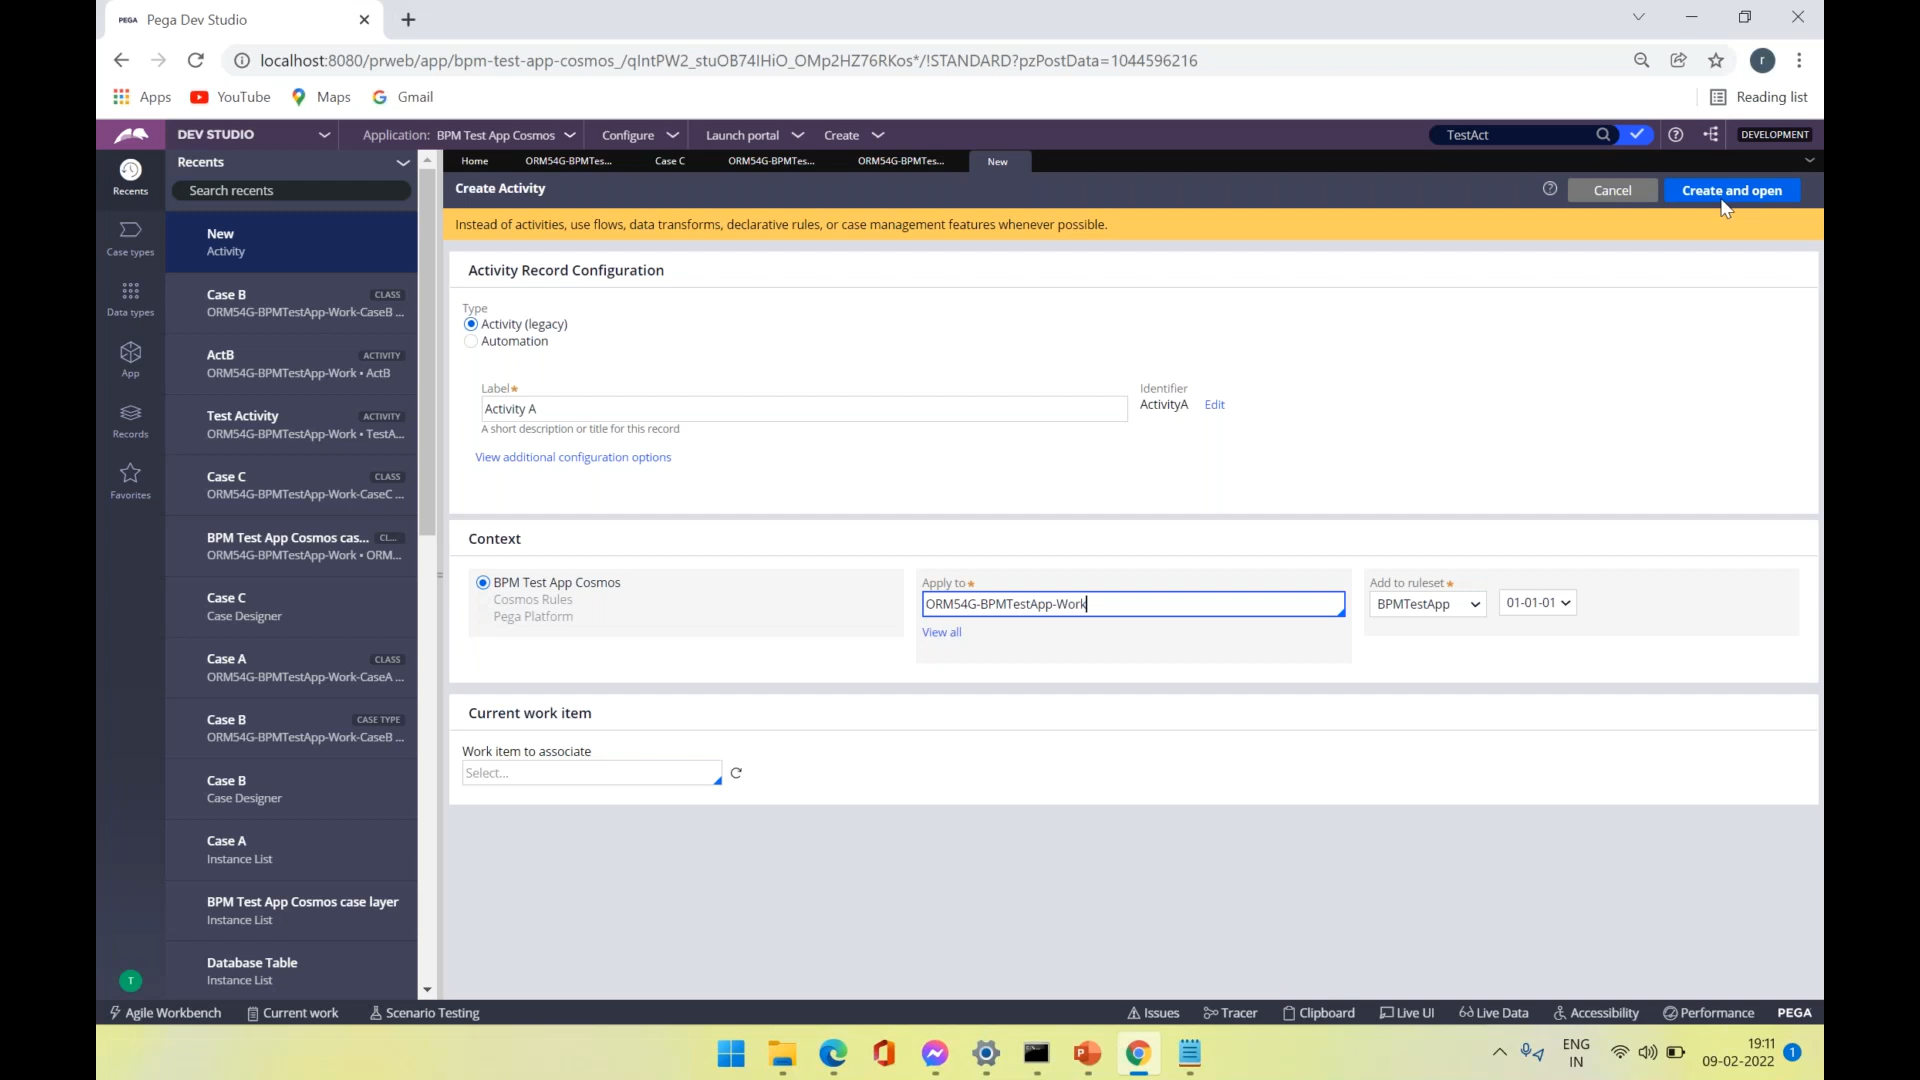 PEGA Pega Dev Studio
localhost:8080/prweb/app/bpm-test-app-cosmos_/qIntPW2_stuOB74IHiO_OMp2HZ76RKos*/!STANDARD?pzPostData=1044596216
r
Apps YouTube Maps Gmail Reading list
DEV STUDIO Application: BPM Test App Cosmos Configure Launch portal Create TestAct DEVELOPMENT
Recents
Search recents
Recents
Case types
Data types
App
Records
Favorites
T
New
Activity
Case B CLASS
ORM54G-BPMTestApp-Work-CaseB ...
ActB ACTIVITY
ORM54G-BPMTestApp-Work • ActB
Test Activity ACTIVITY
ORM54G-BPMTestApp-Work • TestA...
Case C CLASS
ORM54G-BPMTestApp-Work-CaseC ...
BPM Test App Cosmos cas... CL...
ORM54G-BPMTestApp-Work • ORM...
Case C
Case Designer
Case A CLASS
ORM54G-BPMTestApp-Work-CaseA ...
Case B CASE TYPE
ORM54G-BPMTestApp-Work-CaseB ...
Case B
Case Designer
Case A
Instance List
BPM Test App Cosmos case layer
Instance List
Database Table
Instance List
Home ORM54G-BPMTes... Case C ORM54G-BPMTes... ORM54G-BPMTes... New
Create Activity Cancel Create and open
Instead of activities, use flows, data transforms, declarative rules, or case management features whenever possible.
Activity Record Configuration
Type
Activity (legacy)
Automation
Label★ Identifier
Activity A ActivityA Edit
A short description or title for this record
View additional configuration options
Context
BPM Test App Cosmos
Cosmos Rules
Pega Platform
Apply to★
ORM54G-BPMTestApp-Work
View all
Add to ruleset★
BPMTestApp 01-01-01
Current work item
Work item to associate
Select...
Agile Workbench Current work Scenario Testing Issues Tracer Clipboard Live UI Live Data Accessibility Performance PEGA
ENG
IN
19:11
09-02-2022
1